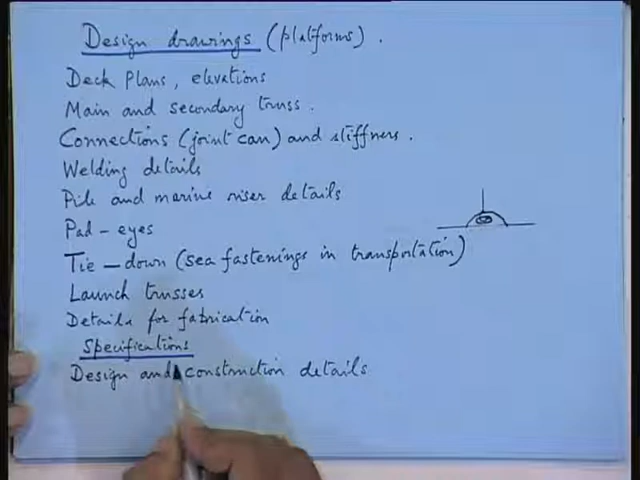 Design drawings (platforms).
Deck Plans, elevations
Main and secondary truss.
Connections (joint can) and stiffners.
Welding details
Pile and marine riser details
Pad-eyes
Tie-down (sea fastenings in transportation)
Launch trusses
Details for fabrication
Specifications
Design and construction details